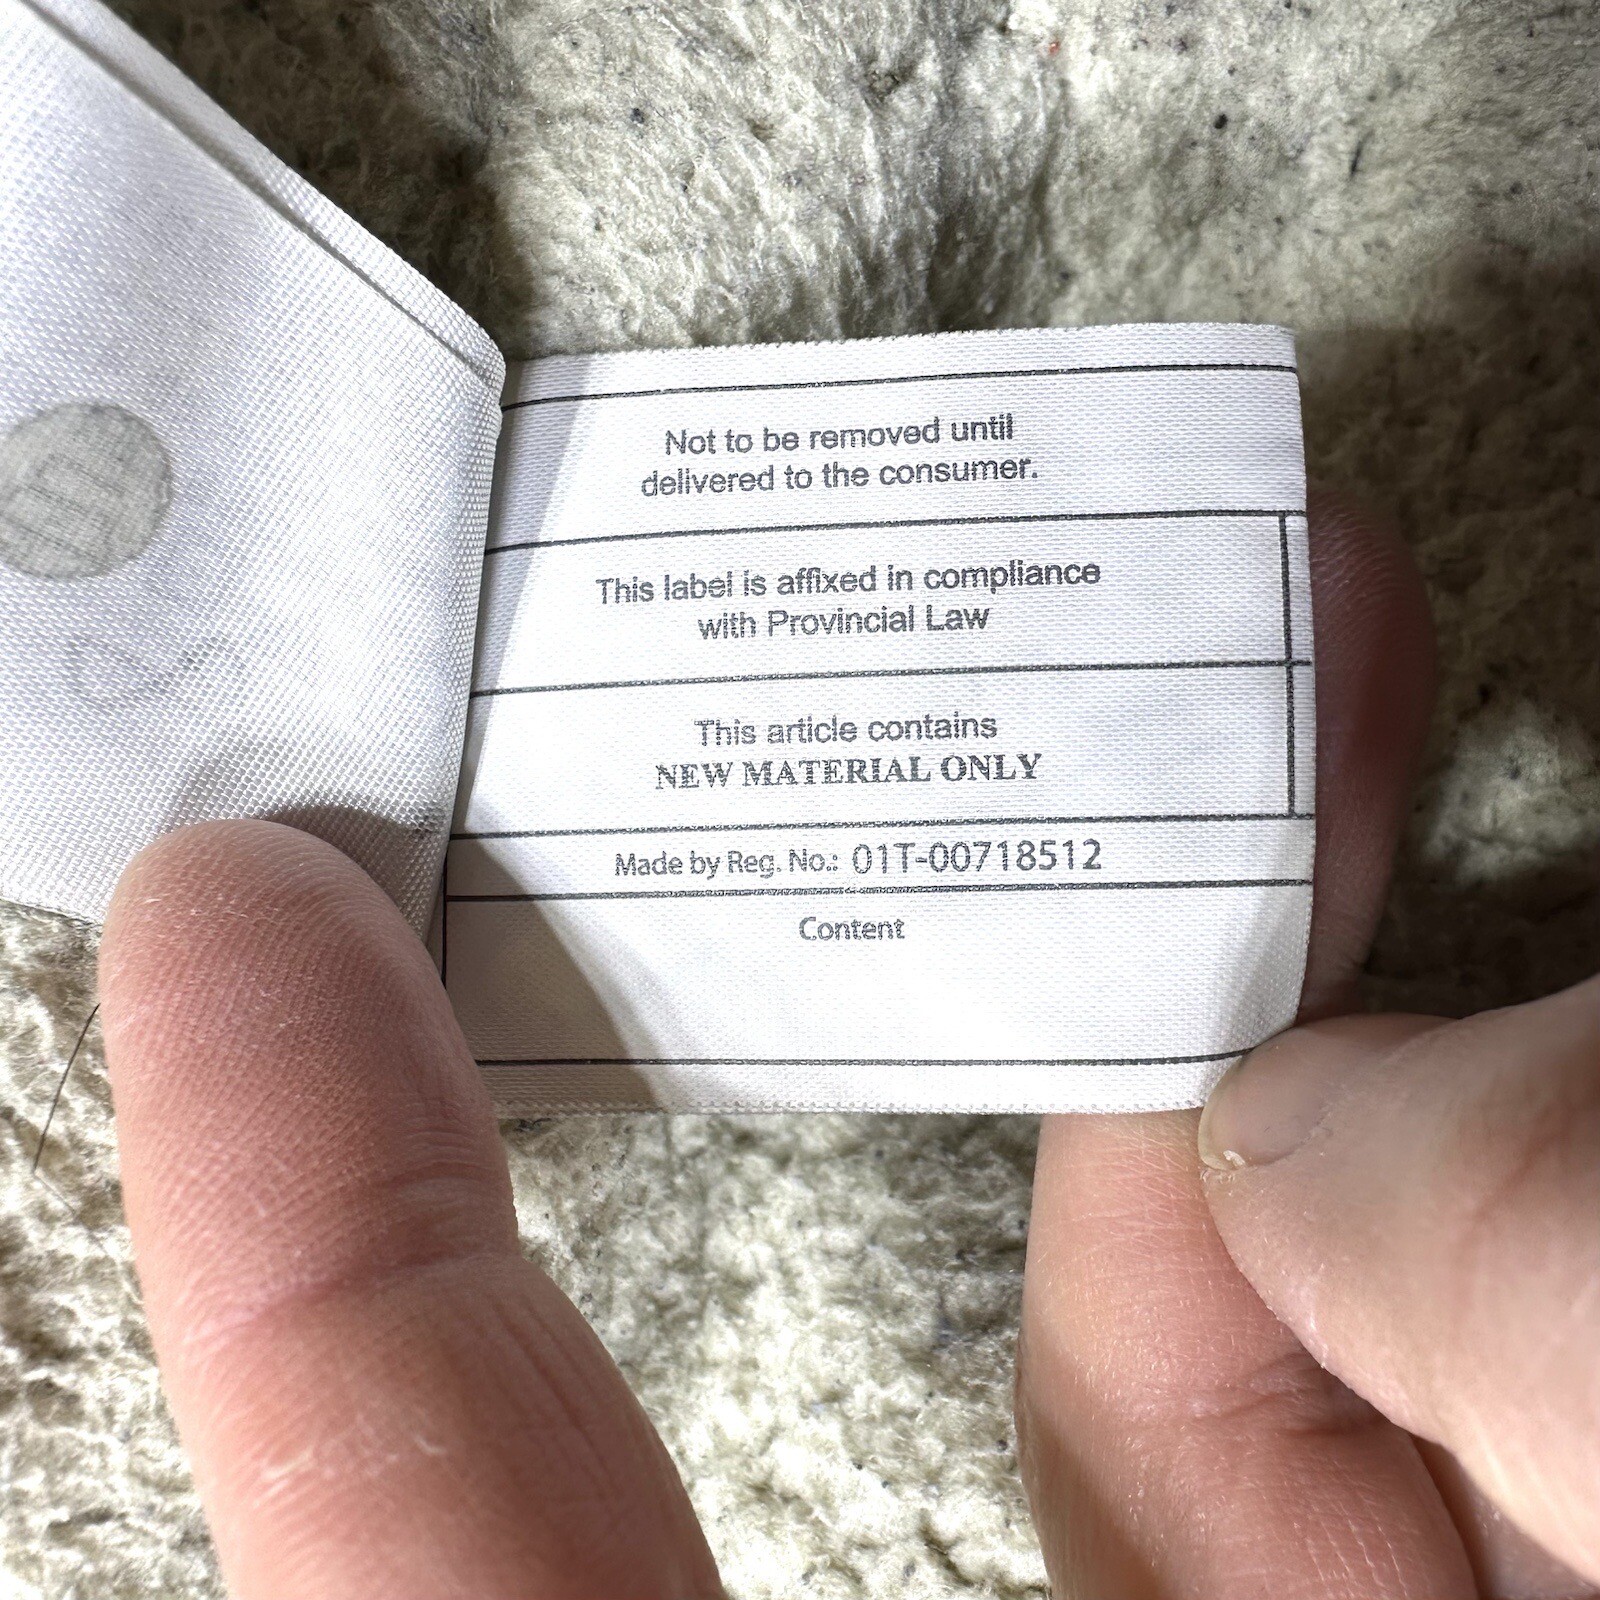 Not to be removed until
delivered to the consumer.
This label is affixed in compliance
with Provincial Law
This article contains
NEW MATERIAL ONLY
Made by Reg. No.: 01T-00718512
Content